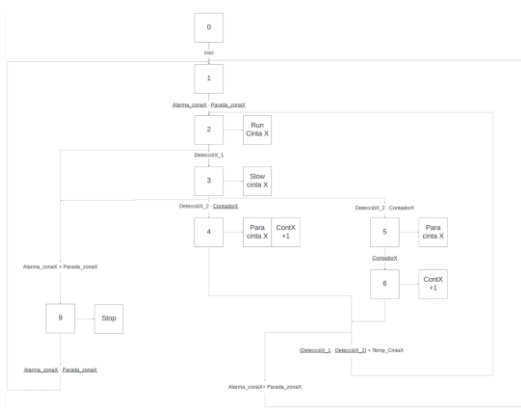 0
Inici
1
Alarma_zonaX · Parada_zonaX
2
Run
Cinta X
DeteccióX_1
3
Slow
cinta X
DeteccióX_2 · ContadorX
DeteccióX_2 · ContadorX
4
Para
cinta X
ContX
+1
5
Para
cinta X
ContadorX
6
ContX
+1
Alarma_zonaX + Parada_zonaX
9
Stop
(DeteccióX_1 · DeteccióX_2) + Temp_CintaX
Alarma_zonaX · Parada_zonaX
Alarma_zonaX+ Parada_zonaX